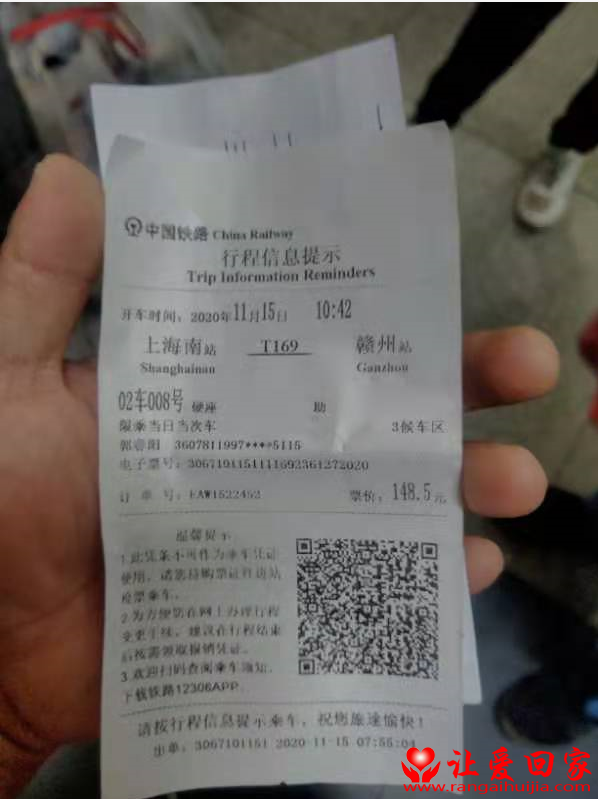 中国铁路 China Railway
行程信息提示
Trip Information Reminders
开车时间：2020年11月15日 10:42
上海南站 T169 赣州站
Shanghainan Ganzhou
02车008号 硬座 助
限乘当日当次车 3候车区
3607811997****5115
电子票号：3067191151111692361272020
订单号：EAW1522452 票价：148.5元
温馨提示
1.此凭条不可作为乘车凭证
使用，请您持购票证件进站
检票乘车。
2.为方便您在网上办理行程
变更手续，建议在行程结束
后按需领取报销凭证。
3.欢迎扫码查阅乘车须知，
下载铁路12306APP。
请按行程信息提示乘车，祝您旅途愉快！
出单：3067101151 2020-11-15 07:55:04
让爱回家
www.rangaihuijia.com